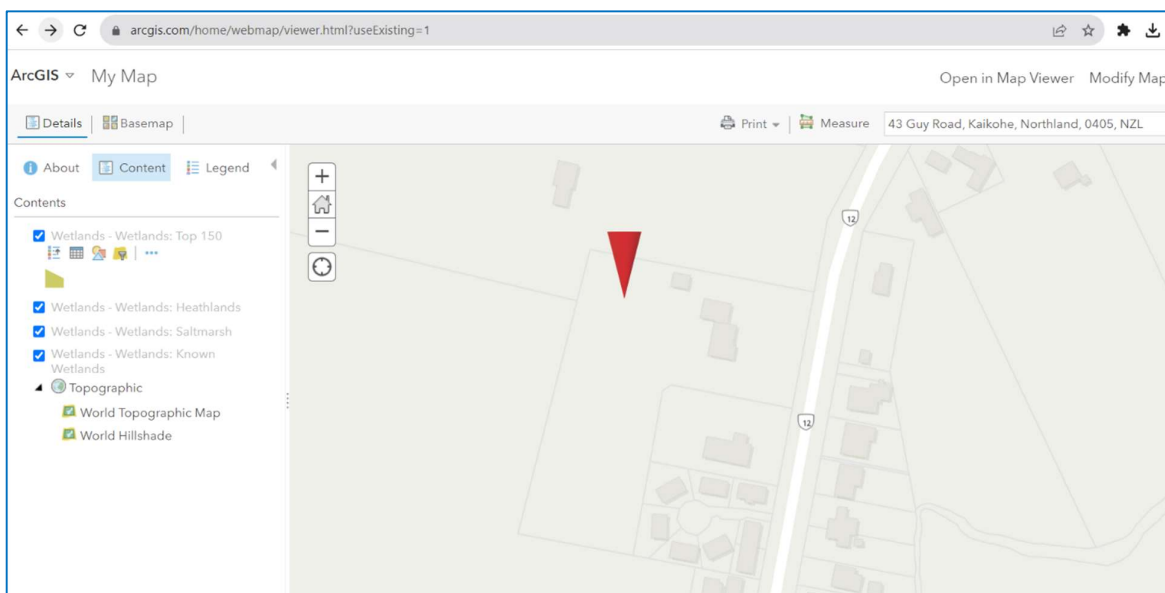 arcgis.com/home/webmap/viewer.html?useExisting=1
ArcGIS My Map Open in Map Viewer Modify Map
Details Basemap Print Measure 43 Guy Road, Kaikohe, Northland, 0405, NZL
About Content Legend
Contents
Wetlands - Wetlands: Top 150
Wetlands - Wetlands: Heathlands
Wetlands - Wetlands: Saltmarsh
Wetlands - Wetlands: Known
Wetlands
Topographic
World Topographic Map
World Hillshade
12
12